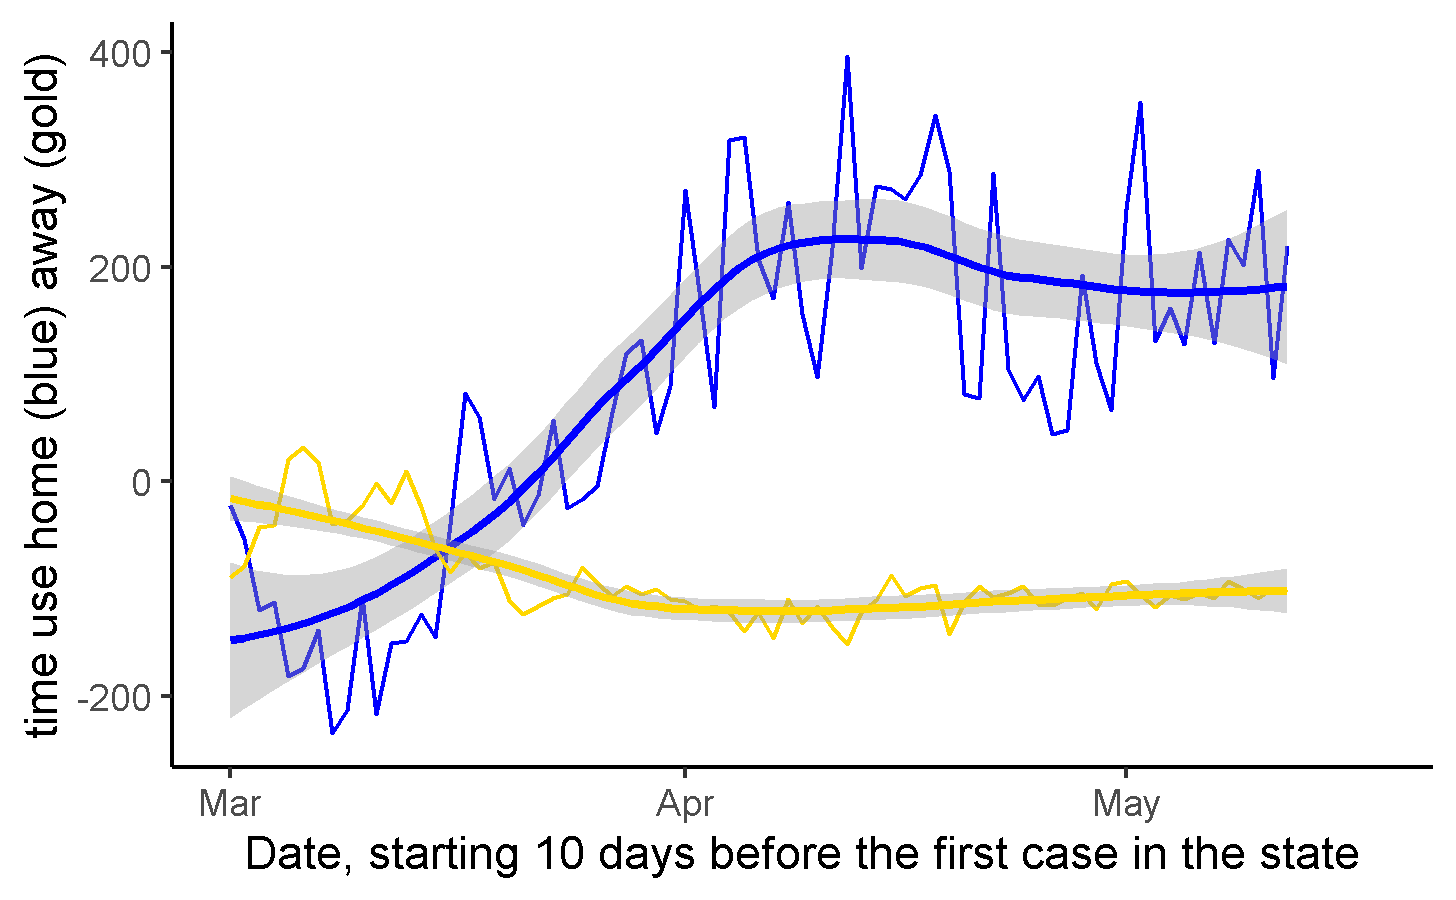 time use home (blue) away (gold)
400
200
0
-200
Mar
Apr
May
Date, starting 10 days before the first case in the state